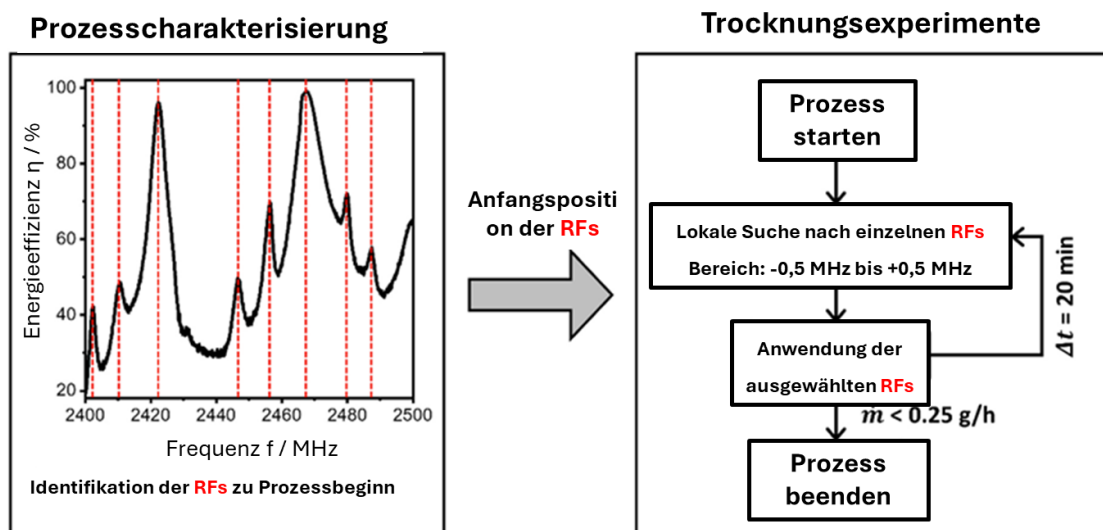 Prozesscharakterisierung
Energieeffizienz η / %
100
80
60
40
20
2400
2420
2440
2460
2480
2500
Frequenz f / MHz
Identifikation der RFs zu Prozessbeginn
Anfangspositi
on der RFs
Trocknungsexperimente
Prozess
starten
Lokale Suche nach einzelnen RFs
Bereich: -0,5 MHz bis +0,5 MHz
Δt = 20 min
Anwendung der
ausgewählten RFs
ṁ < 0.25 g/h
Prozess
beenden